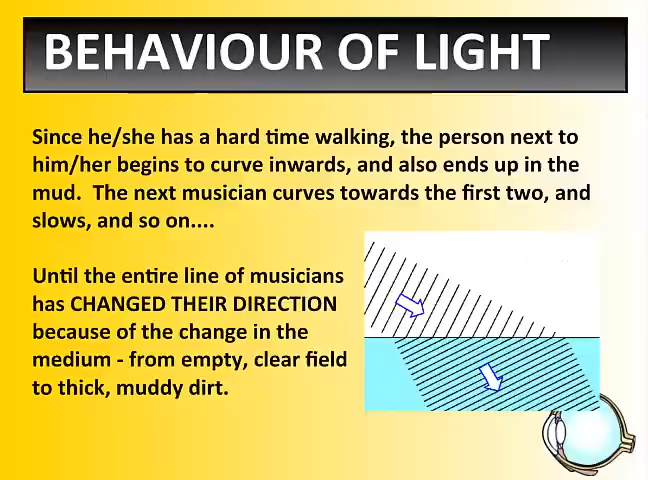 BEHAVIOUR OF LIGHT
Since he/she has a hard time walking, the person next to
him/her begins to curve inwards, and also ends up in the
mud.  The next musician curves towards the first two, and
slows, and so on....
Until the entire line of musicians
has CHANGED THEIR DIRECTION
because of the change in the
medium - from empty, clear field
to thick, muddy dirt.